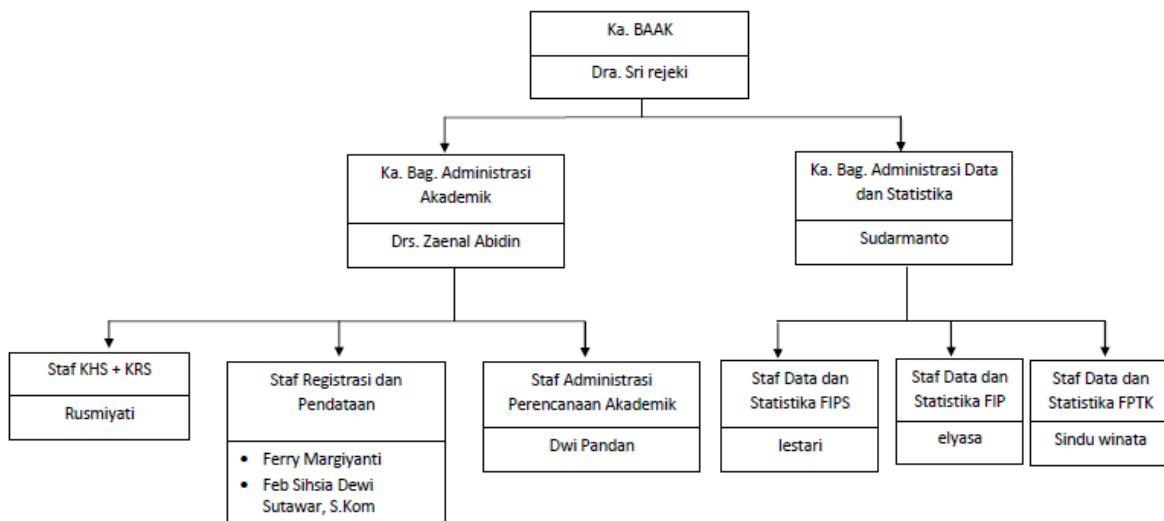 Ka. BAAK
Dra. Sri rejeki
Ka. Bag. Administrasi
Akademik
Drs. Zaenal Abidin
Ka. Bag. Administrasi Data
dan Statistika
Sudarmanto
Staf KHS + KRS
Rusmiyati
Staf Registrasi dan
Pendataan
• Ferry Margiyanti
• Feb Sihsia Dewi
Sutawar, S.Kom
Staf Administrasi
Perencanaan Akademik
Dwi Pandan
Staf Data dan
Statistika FIPS
lestari
Staf Data dan
Statistika FIP
elyasa
Staf Data dan
Statistika FPTK
Sindu winata